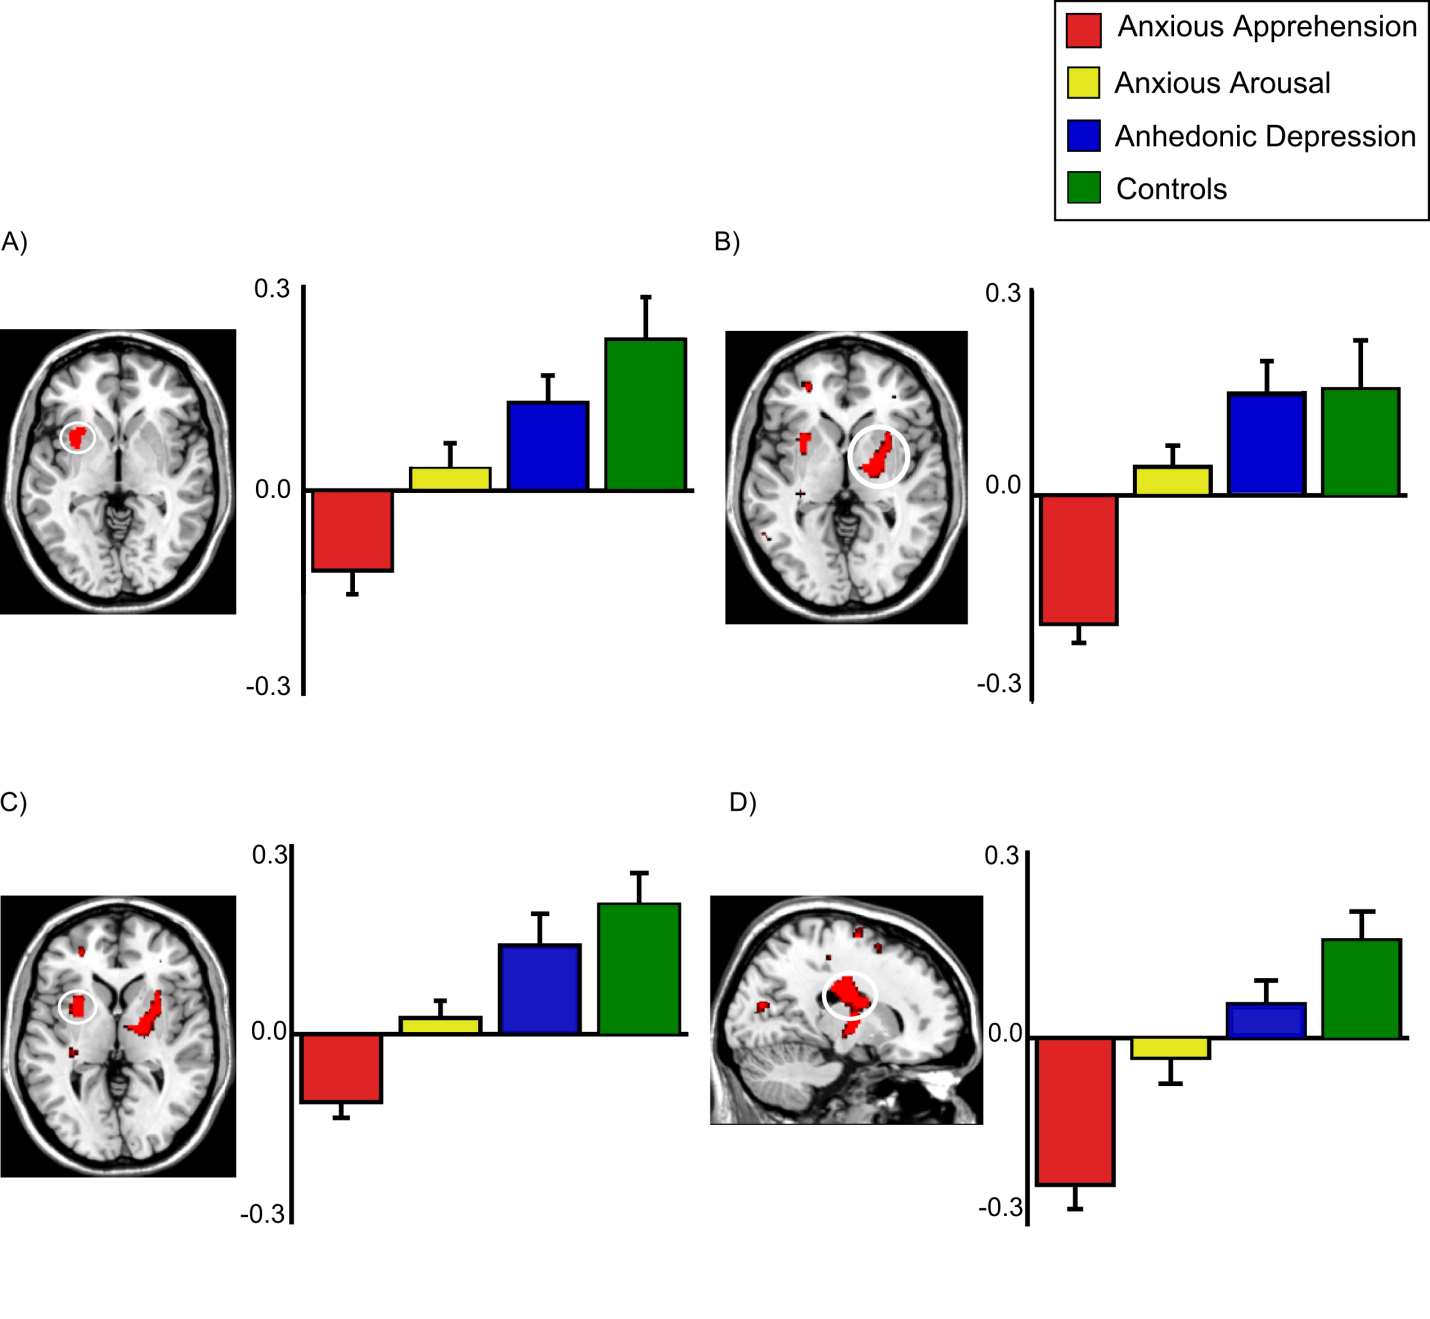 Anxious Apprehension
Anxious Arousal
Anhedonic Depression
Controls
A)
0.3
0.0
-0.3
B)
0.3
0.0
-0.3
C)
0.3
0.0
-0.3
D)
0.3
0.0
-0.3